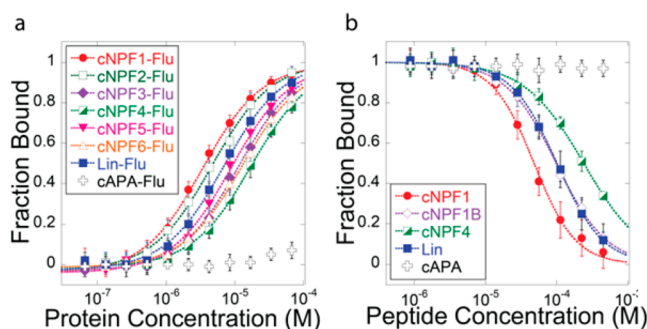 a
b
Fraction Bound
1
0.8
0.6
0.4
0.2
0
cNPF1-Flu
cNPF2-Flu
cNPF3-Flu
cNPF4-Flu
cNPF5-Flu
cNPF6-Flu
Lin-Flu
cAPA-Flu
10⁻⁷ 10⁻⁶ 10⁻⁵ 10⁻⁴
Protein Concentration (M)
Fraction Bound
1
0.8
0.6
0.4
0.2
0
cNPF1
cNPF1B
cNPF4
Lin
cAPA
10⁻⁶ 10⁻⁵ 10⁻⁴ 10⁻³
Peptide Concentration (M)